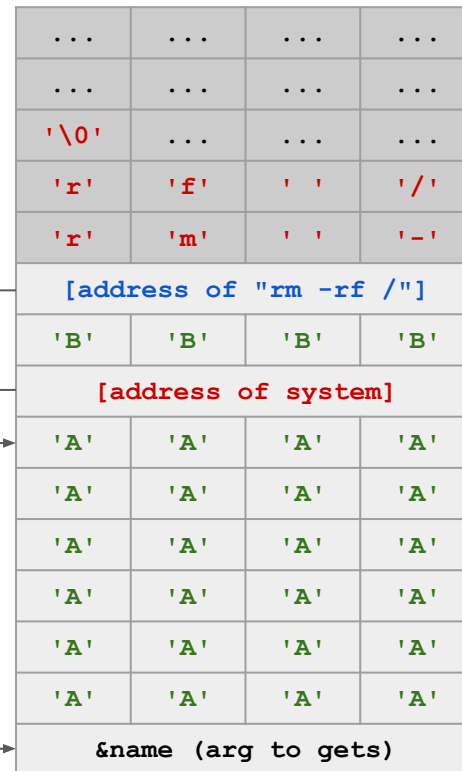 ... ... ... ...
... ... ... ...
'\0' ... ... ...
'r' 'f' ' ' '/'
'r' 'm' ' ' '-'
[address of "rm -rf /"]
'B' 'B' 'B' 'B'
[address of system]
'A' 'A' 'A' 'A'
'A' 'A' 'A' 'A'
'A' 'A' 'A' 'A'
'A' 'A' 'A' 'A'
'A' 'A' 'A' 'A'
'A' 'A' 'A' 'A'
&name (arg to gets)